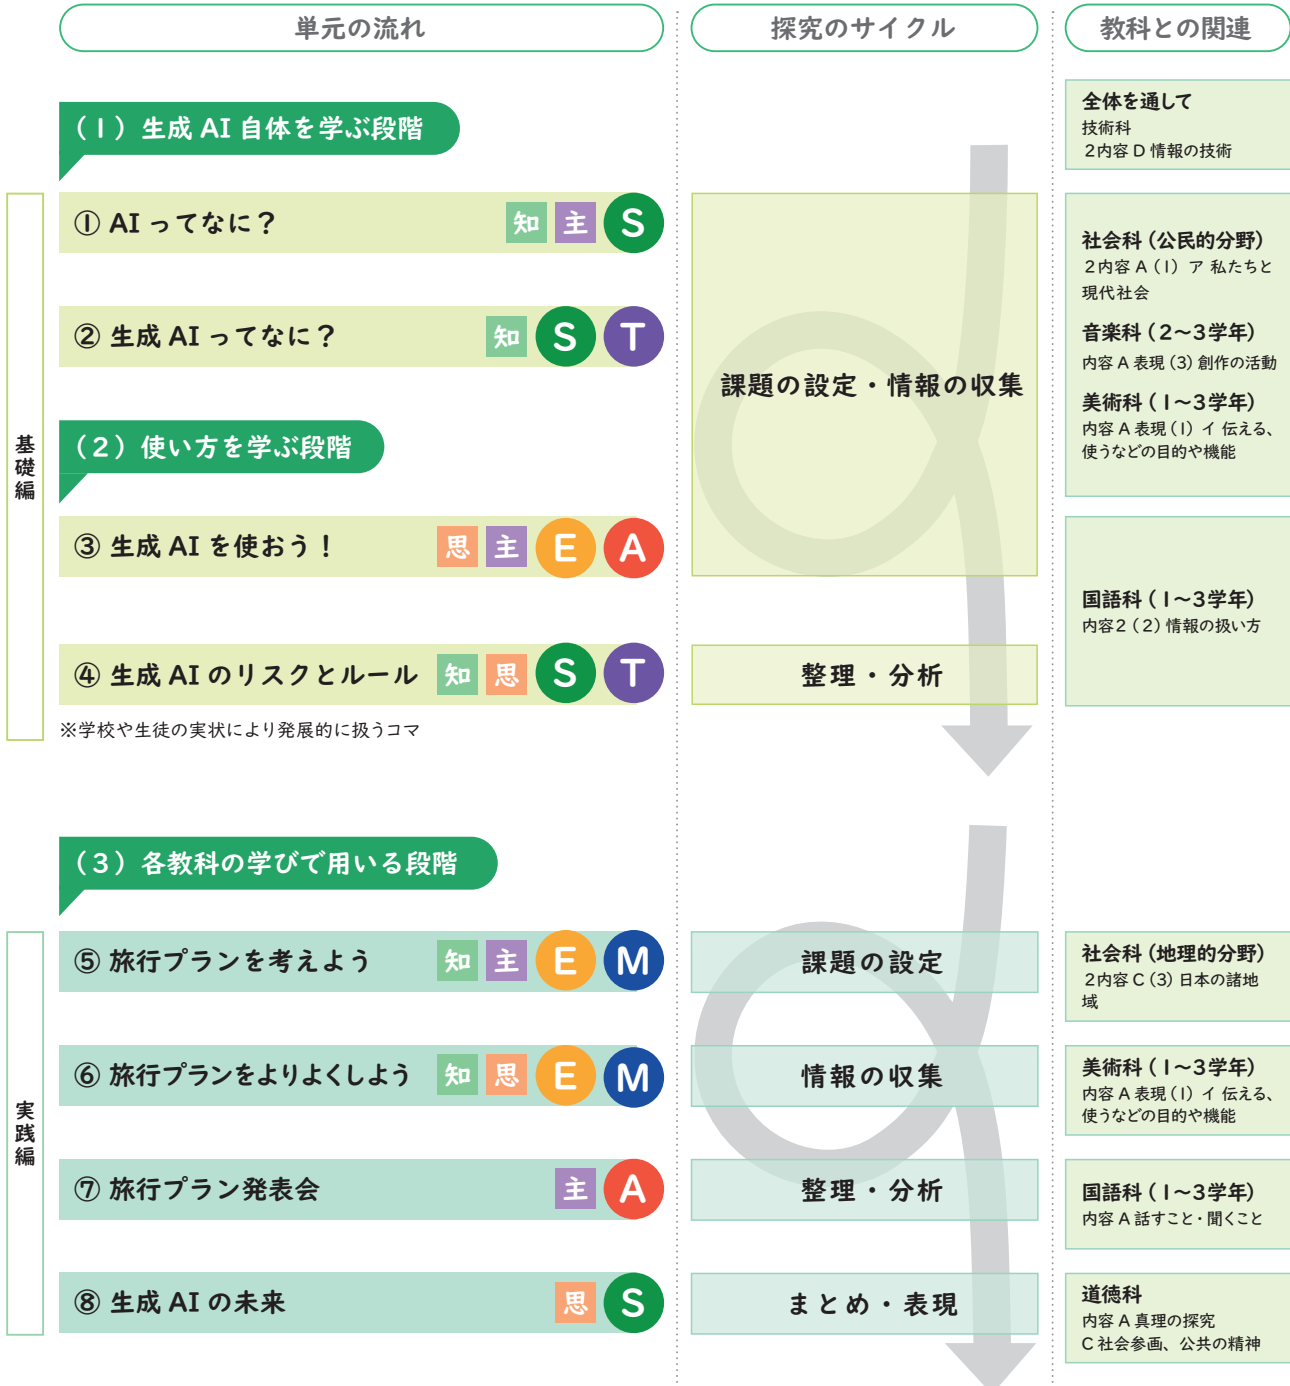 単元の流れ
探究のサイクル
教科との関連
全体を通して
技術科
2内容 D 情報の技術
(1)生成 AI 自体を学ぶ段階
基礎編
① AI ってなに?
知 主 S
② 生成 AI ってなに?
知 S T
(2)使い方を学ぶ段階
③ 生成 AI を使おう!
思 主 E A
④ 生成 AI のリスクとルール
知 思 S T
※学校や生徒の実状により発展的に扱うコマ
課題の設定・情報の収集
整理・分析
社会科(公民的分野)
2内容 A(1)ア 私たちと
現代社会
音楽科(2〜3学年)
内容 A 表現(3)創作の活動
美術科(1〜3学年)
内容 A 表現(1)イ 伝える、
使うなどの目的や機能
国語科(1〜3学年)
内容2(2)情報の扱い方
(3)各教科の学びで用いる段階
実践編
⑤ 旅行プランを考えよう
知 主 E M
課題の設定
社会科(地理的分野)
2内容 C(3)日本の諸地
域
⑥ 旅行プランをよりよくしよう
知 思 E M
情報の収集
美術科(1〜3学年)
内容 A 表現(1)イ 伝える、
使うなどの目的や機能
⑦ 旅行プラン発表会
主 A
整理・分析
国語科(1〜3学年)
内容 A 話すこと・聞くこと
⑧ 生成 AI の未来
思 S
まとめ・表現
道徳科
内容 A 真理の探究
C 社会参画、公共の精神